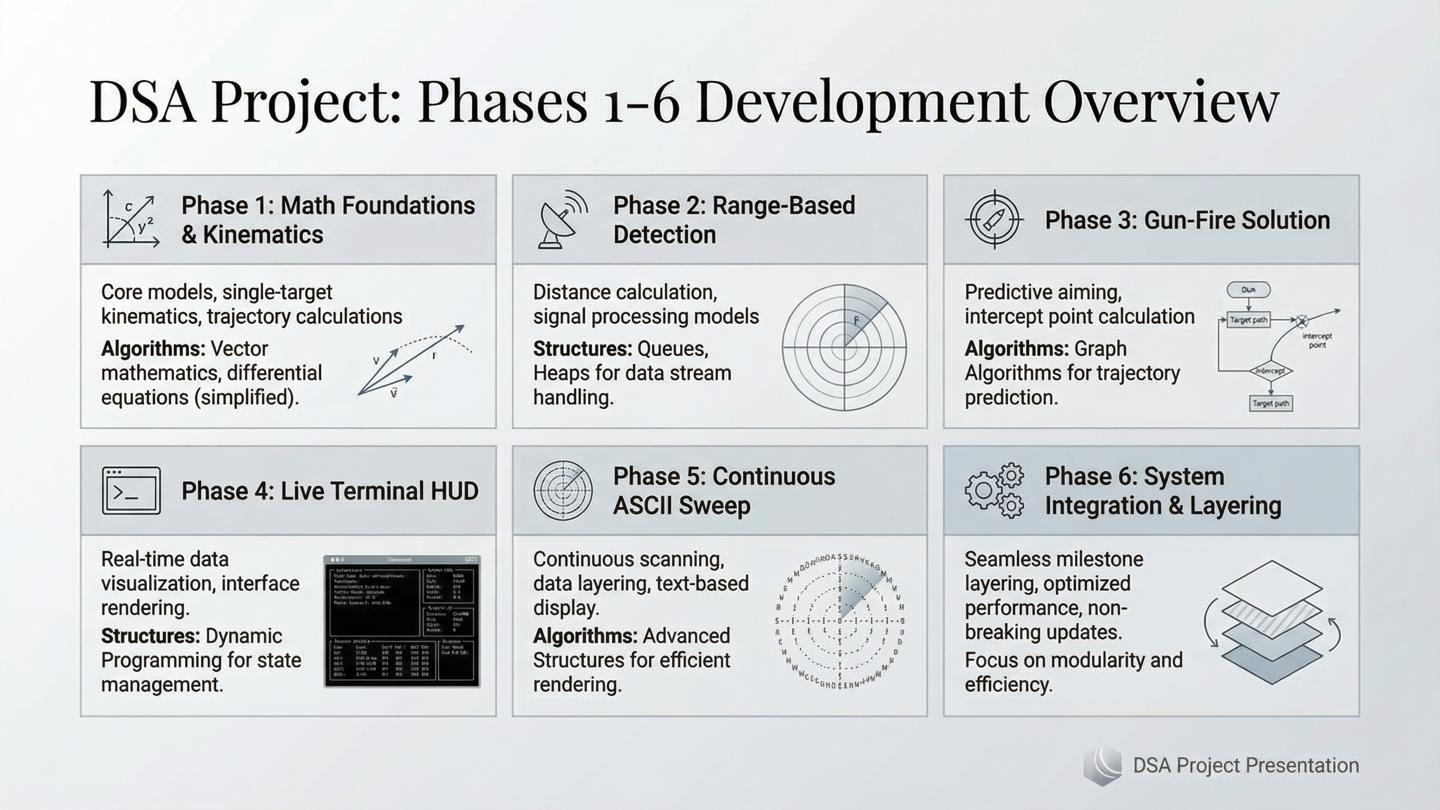 DSA Project: Phases 1-6 Development Overview
Phase 1: Math Foundations
& Kinematics
c
y²
Core models, single-target
kinematics, trajectory calculations
Algorithms: Vector
mathematics, differential
equations (simplified).
v
r
v̄
Phase 2: Range-Based
Detection
Distance calculation,
signal processing models
Structures: Queues,
Heaps for data stream
handling.
Phase 3: Gun-Fire Solution
Predictive aiming,
intercept point calculation
Algorithms: Graph
Algorithms for trajectory
prediction.
Target path
intercept
point
Target path
Phase 4: Live Terminal HUD
>_
Real-time data
visualization, interface
rendering.
Structures: Dynamic
Programming for state
management.
Phase 5: Continuous
ASCII Sweep
Continuous scanning,
data layering, text-based
display.
Algorithms: Advanced
Structures for efficient
rendering.
Phase 6: System
Integration & Layering
Seamless milestone
layering, optimized
performance, non-
breaking updates.
Focus on modularity and
efficiency.
DSA Project Presentation